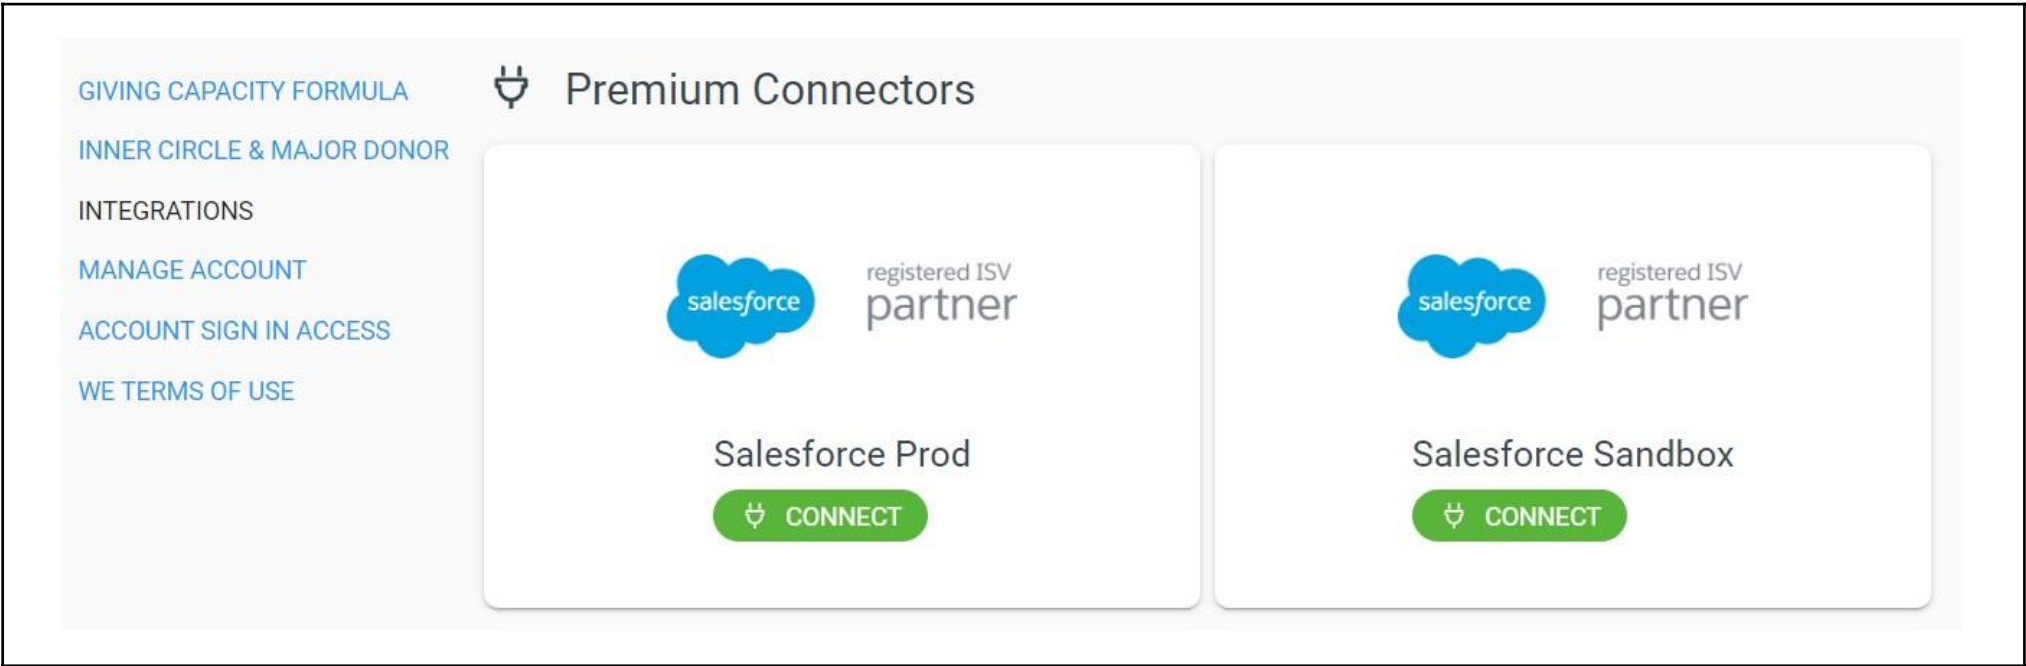 GIVING CAPACITY FORMULA
INNER CIRCLE & MAJOR DONOR
INTEGRATIONS
MANAGE ACCOUNT
ACCOUNT SIGN IN ACCESS
WE TERMS OF USE
Premium Connectors
salesforce
registered ISV
partner
Salesforce Prod
CONNECT
salesforce
registered ISV
partner
Salesforce Sandbox
CONNECT